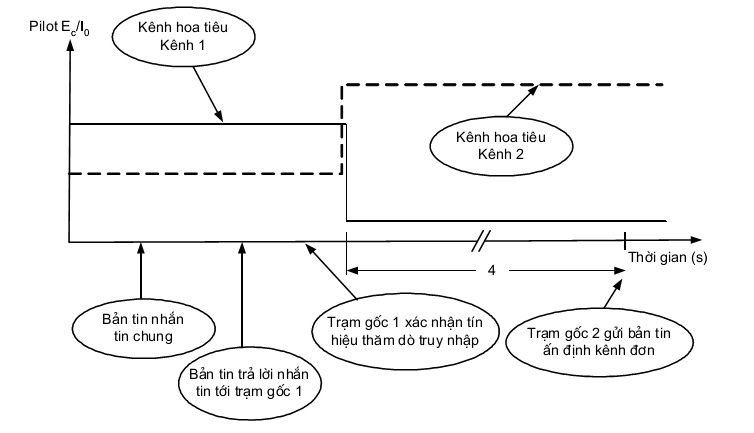 Pilot Ec/I0
Kênh hoa tiêu
Kênh 1
Kênh hoa tiêu
Kênh 2
Thời gian (s)
4
Bản tin nhắn
tin chung
Bản tin trả lời nhắn
tin tới trạm gốc 1
Trạm gốc 1 xác nhận tín
hiệu thăm dò truy nhập
Trạm gốc 2 gửi bản tin
ấn định kênh đơn